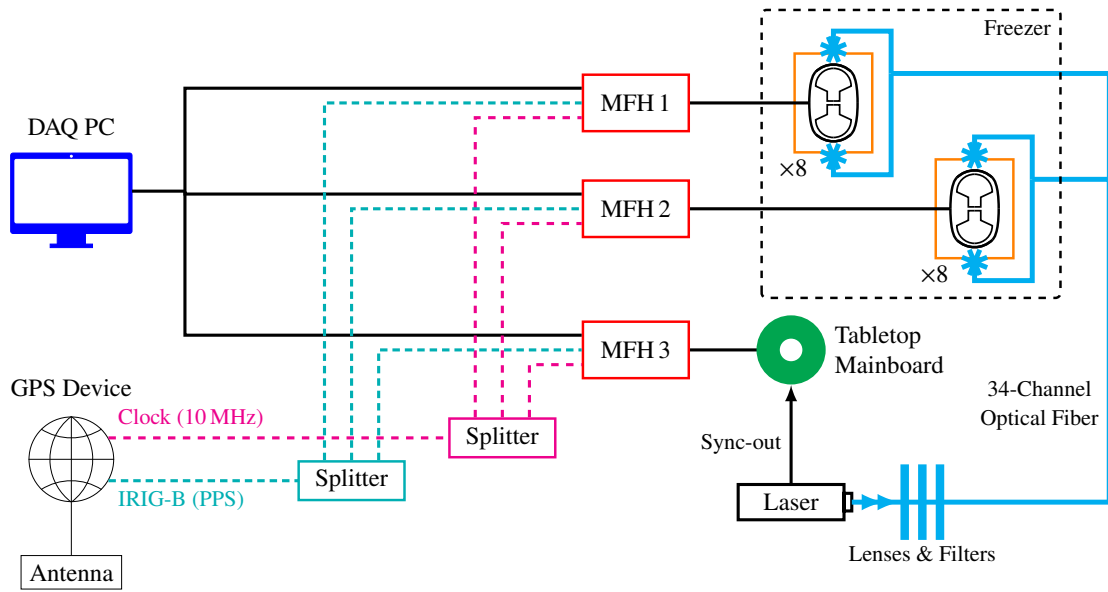 Freezer
MFH 1
DAQ PC
×8
MFH 2
×8
MFH 3
Tabletop
Mainboard
GPS Device
34-Channel
Optical Fiber
Clock (10 MHz)
Splitter
Sync-out
Splitter
IRIG-B (PPS)
Laser
Lenses & Filters
Antenna